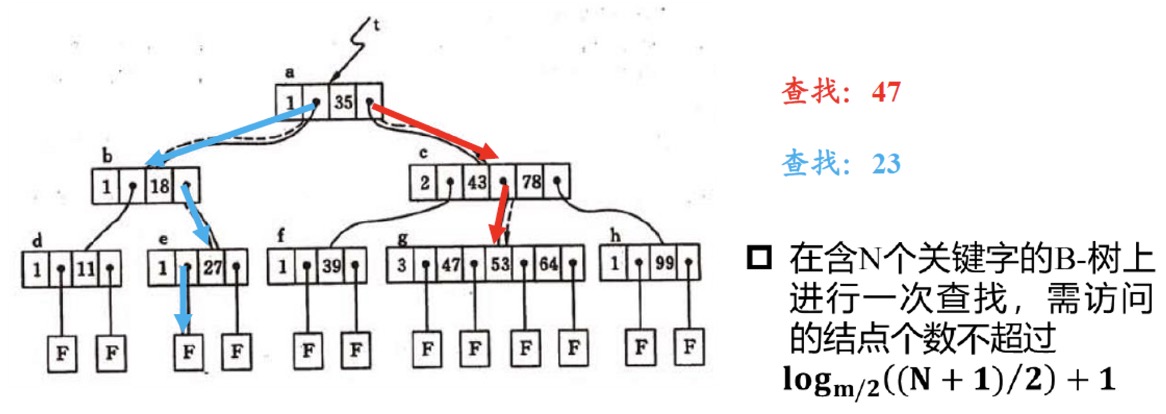 t
a
1 35
b
1 18
c
2 43 78
d
1 11
e
1 27
f
1 39
g
3 47 53 64
h
1 99
F F F F F F F F F F F F
查找：47
查找：23
在含N个关键字的B-树上
进行一次查找，需访问
的结点个数不超过
log_{m/2}((N + 1)/2) + 1